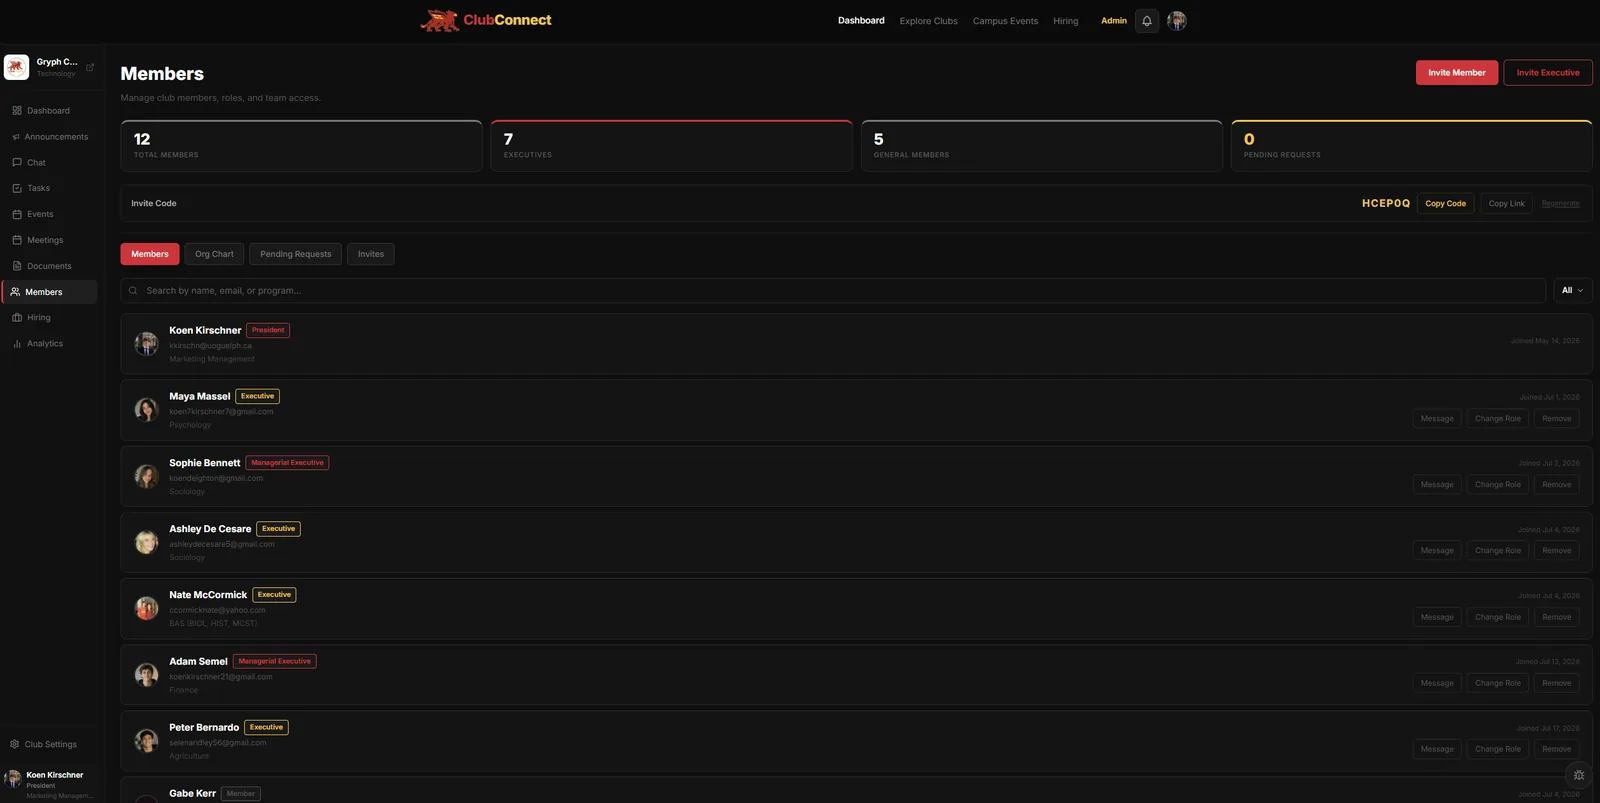 ClubConnect
Dashboard Explore Clubs Campus Events Hiring Admin
Gryph C...
Technology
Dashboard
Announcements
Chat
Tasks
Events
Meetings
Documents
Members
Hiring
Analytics
Club Settings
Koen Kirschner
President
Marketing Managem...
Members
Manage club members, roles, and team access.
Invite Member Invite Executive
12
TOTAL MEMBERS
7
EXECUTIVES
5
GENERAL MEMBERS
0
PENDING REQUESTS
Invite Code HCEP0Q Copy Code Copy Link Regenerate
Members Org Chart Pending Requests Invites
Search by name, email, or program... All
Koen Kirschner President
kkirschn@uoguelph.ca
Marketing Management
Joined May 14, 2026
Maya Massel Executive
koen7kirschner7@gmail.com
Psychology
Joined Jul 1, 2026
Message Change Role Remove
Sophie Bennett Managerial Executive
koendeighton@gmail.com
Sociology
Joined Jul 2, 2026
Message Change Role Remove
Ashley De Cesare Executive
ashleydecesare5@gmail.com
Sociology
Joined Jul 4, 2026
Message Change Role Remove
Nate McCormick Executive
ccormicknate@yahoo.com
BAS (BIOL, HIST, MCST)
Joined Jul 4, 2026
Message Change Role Remove
Adam Semel Managerial Executive
koenkirschner21@gmail.com
Finance
Joined Jul 13, 2026
Message Change Role Remove
Peter Bernardo Executive
selenandley56@gmail.com
Agriculture
Joined Jul 17, 2026
Message Change Role Remove
Gabe Kerr Member
Joined Jul 4, 2026